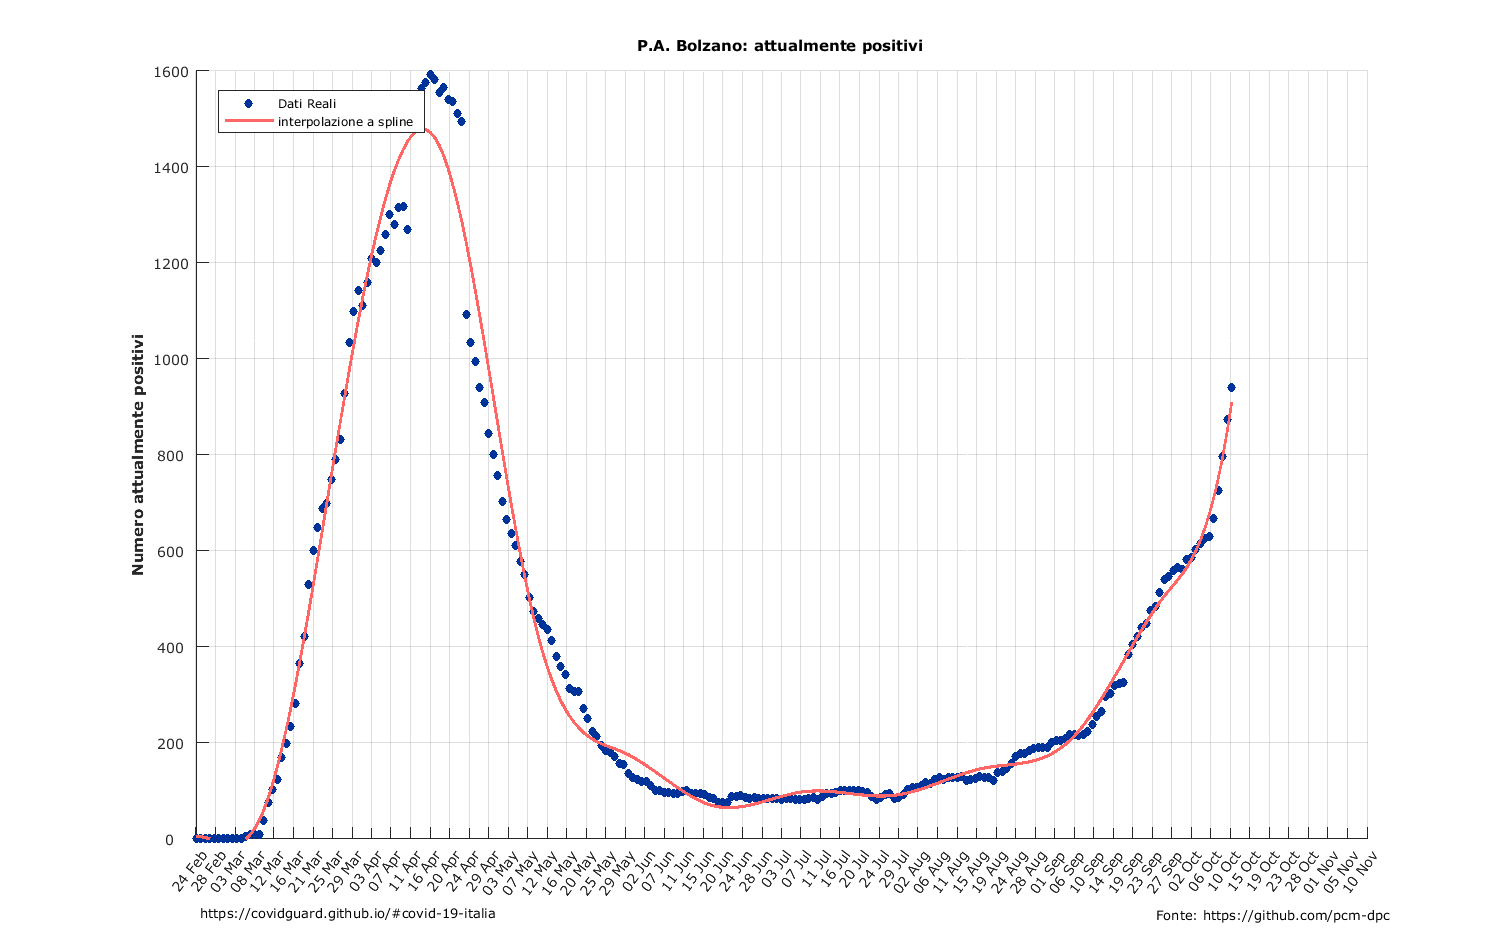 P.A. Bolzano: attualmente positivi
Dati Reali
interpolazione a spline
Numero attualmente positivi
1600
1400
1200
1000
800
600
400
200
0
24 Feb
28 Feb
03 Mar
08 Mar
12 Mar
16 Mar
21 Mar
25 Mar
29 Mar
03 Apr
07 Apr
11 Apr
16 Apr
20 Apr
24 Apr
29 Apr
03 May
07 May
12 May
16 May
20 May
25 May
29 May
02 Jun
07 Jun
11 Jun
15 Jun
20 Jun
24 Jun
28 Jun
03 Jul
07 Jul
11 Jul
16 Jul
20 Jul
24 Jul
29 Jul
02 Aug
06 Aug
11 Aug
15 Aug
19 Aug
24 Aug
28 Aug
01 Sep
06 Sep
10 Sep
14 Sep
19 Sep
23 Sep
27 Sep
02 Oct
06 Oct
10 Oct
15 Oct
19 Oct
23 Oct
28 Oct
01 Nov
05 Nov
10 Nov
https://covidguard.github.io/#covid-19-italia
Fonte: https://github.com/pcm-dpc